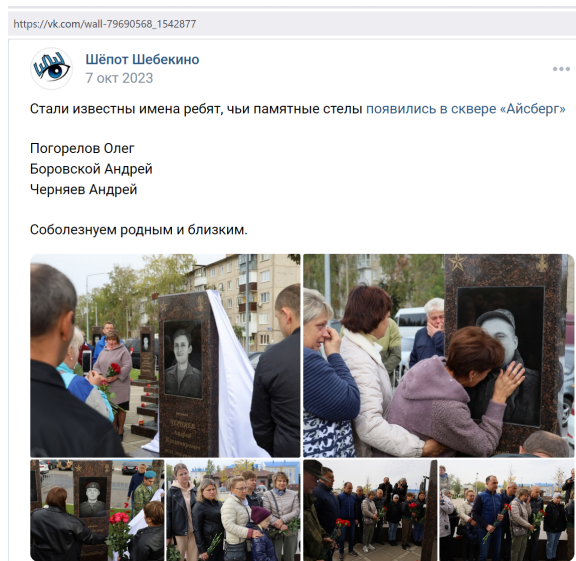 https://vk.com/wall-79690568_1542877
Шёпот Шебекино
7 окт 2023
Стали известны имена ребят, чьи памятные стелы появились в сквере «Айсберг»
Погорелов Олег
Боровской Андрей
Черняев Андрей
Соболезнуем родным и близким.